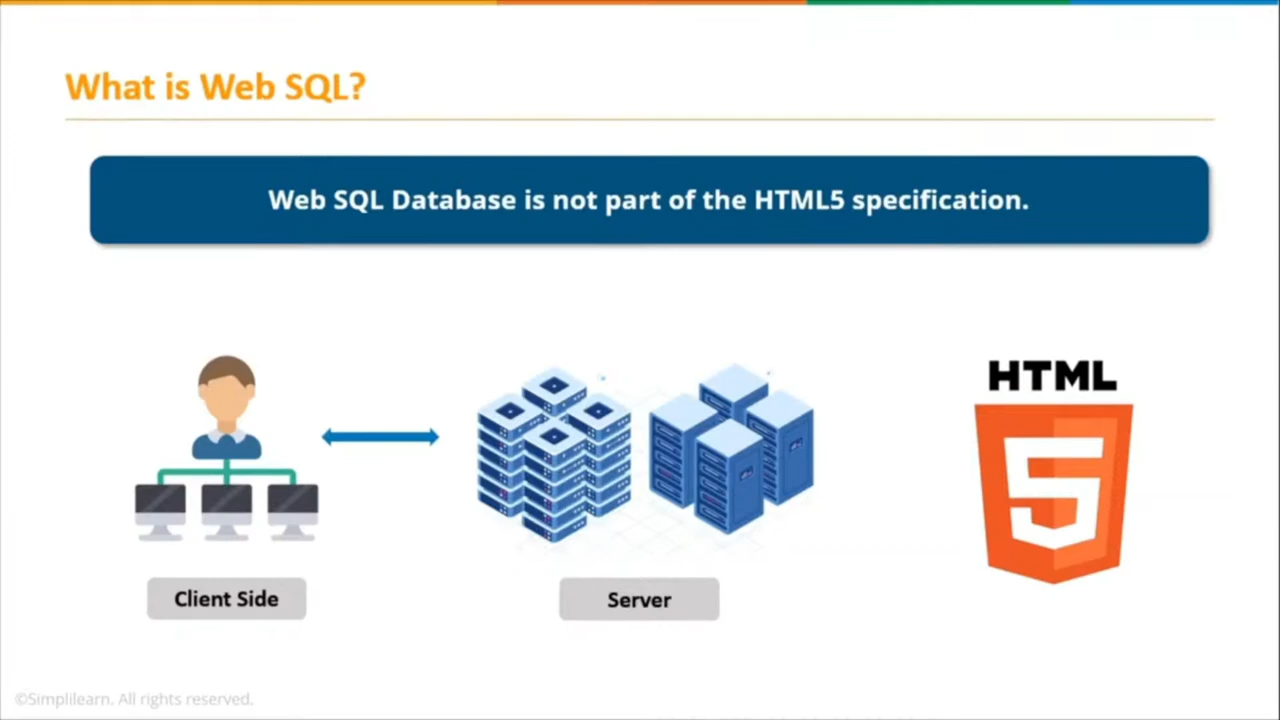 What is Web SQL?
Web SQL Database is not part of the HTML5 specification.
HTML
5
Client Side
Server
©Simplilearn. All rights reserved.